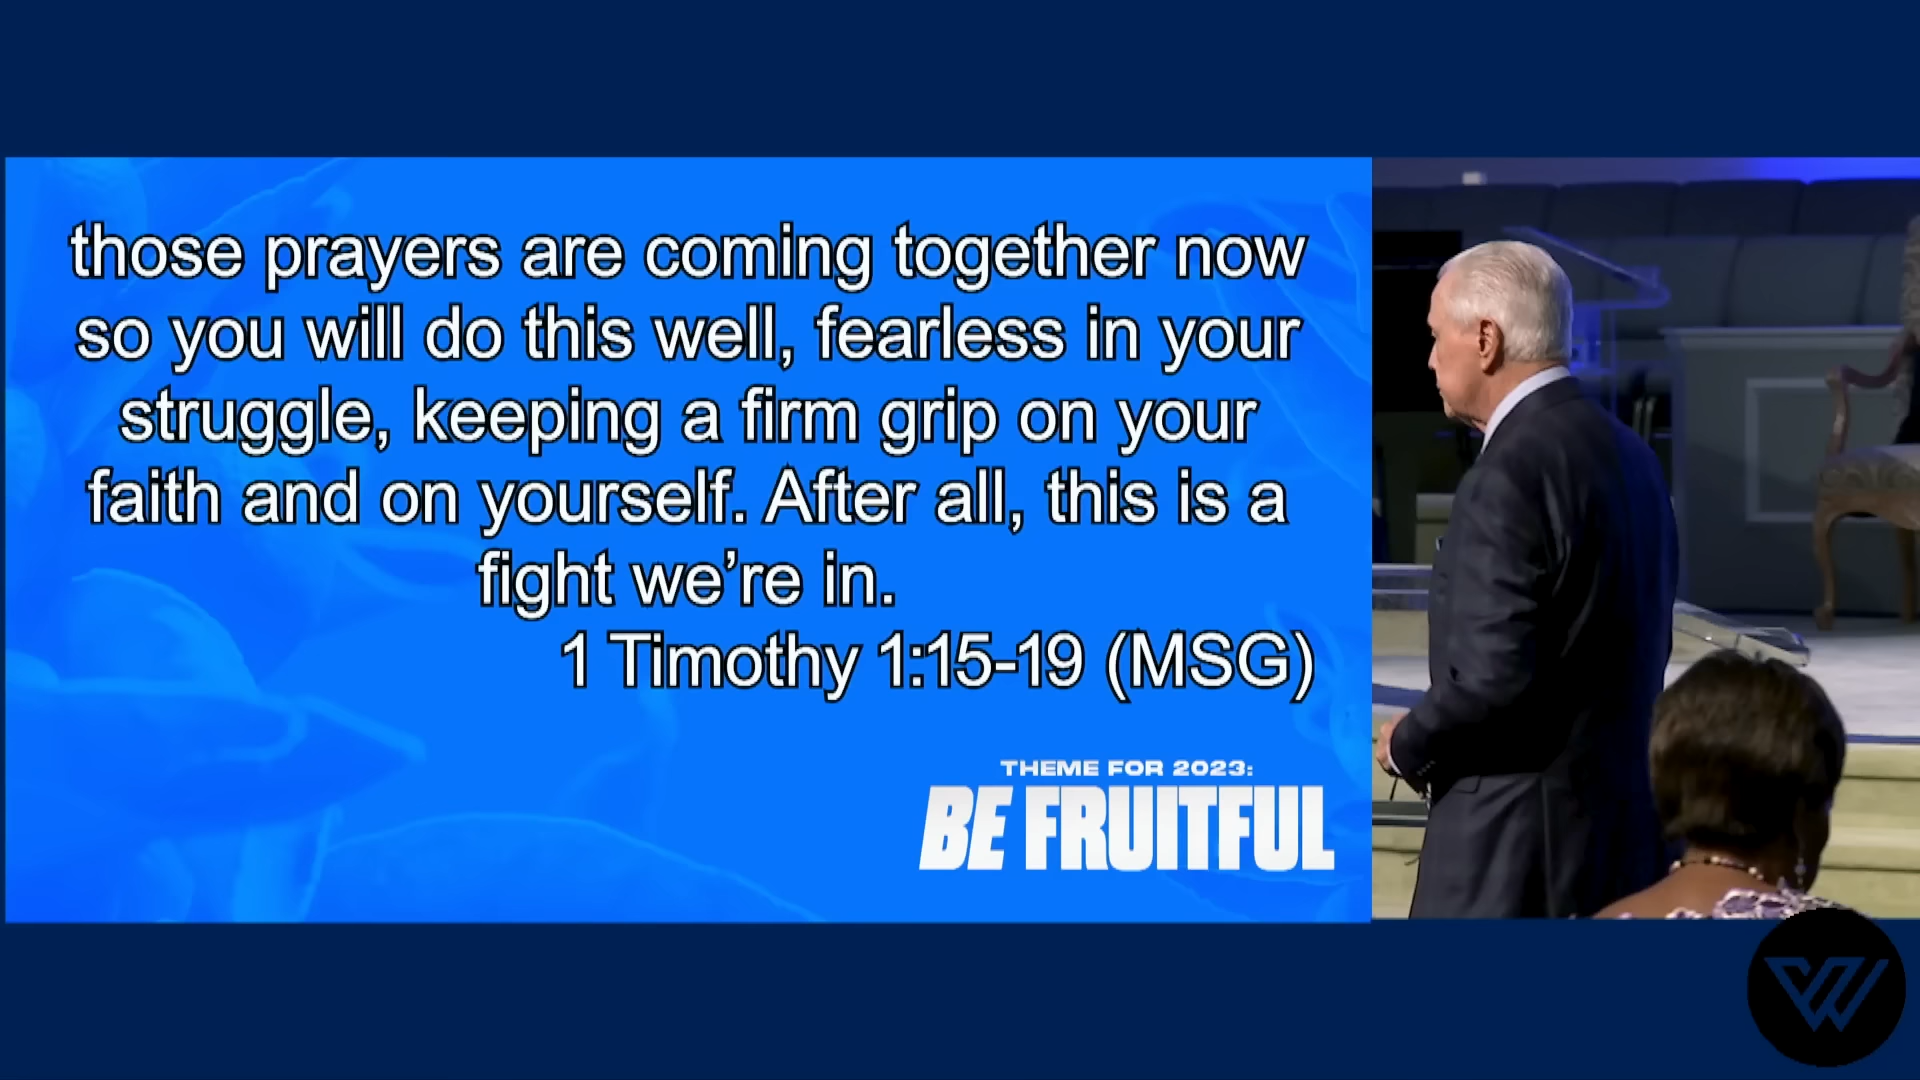 those prayers are coming together now
so you will do this well, fearless in your
struggle, keeping a firm grip on your
faith and on yourself. After all, this is a
fight we’re in.
1 Timothy 1:15-19 (MSG)
THEME FOR 2023:
BE FRUITFUL